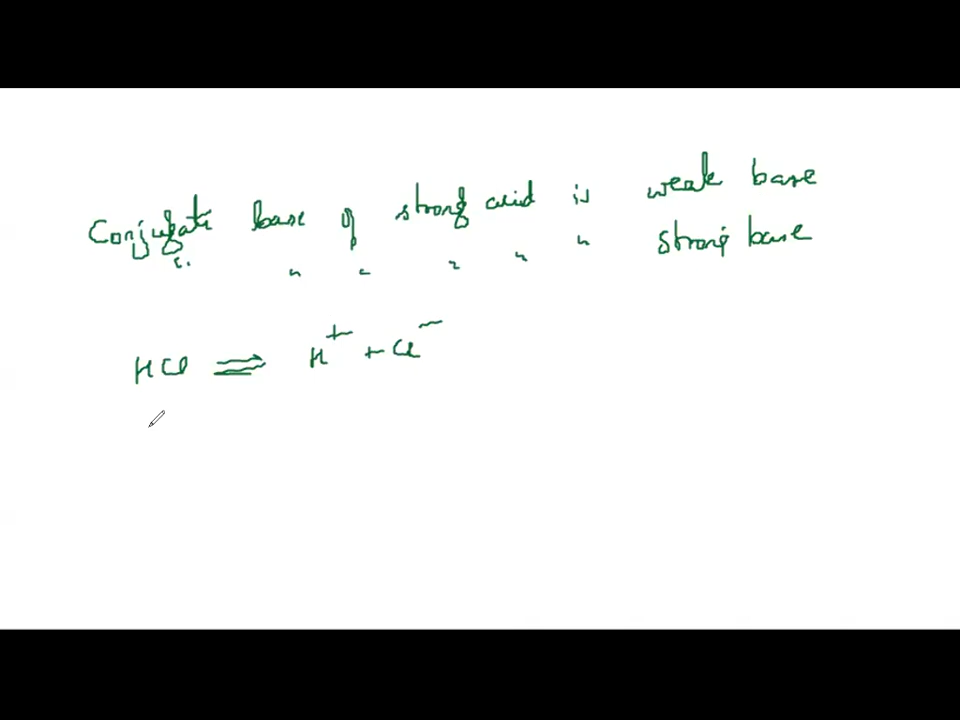 Conjugate base of strong acid is weak base
" " " " " " strong base
HCl ⇌ H⁺ + Cl⁻